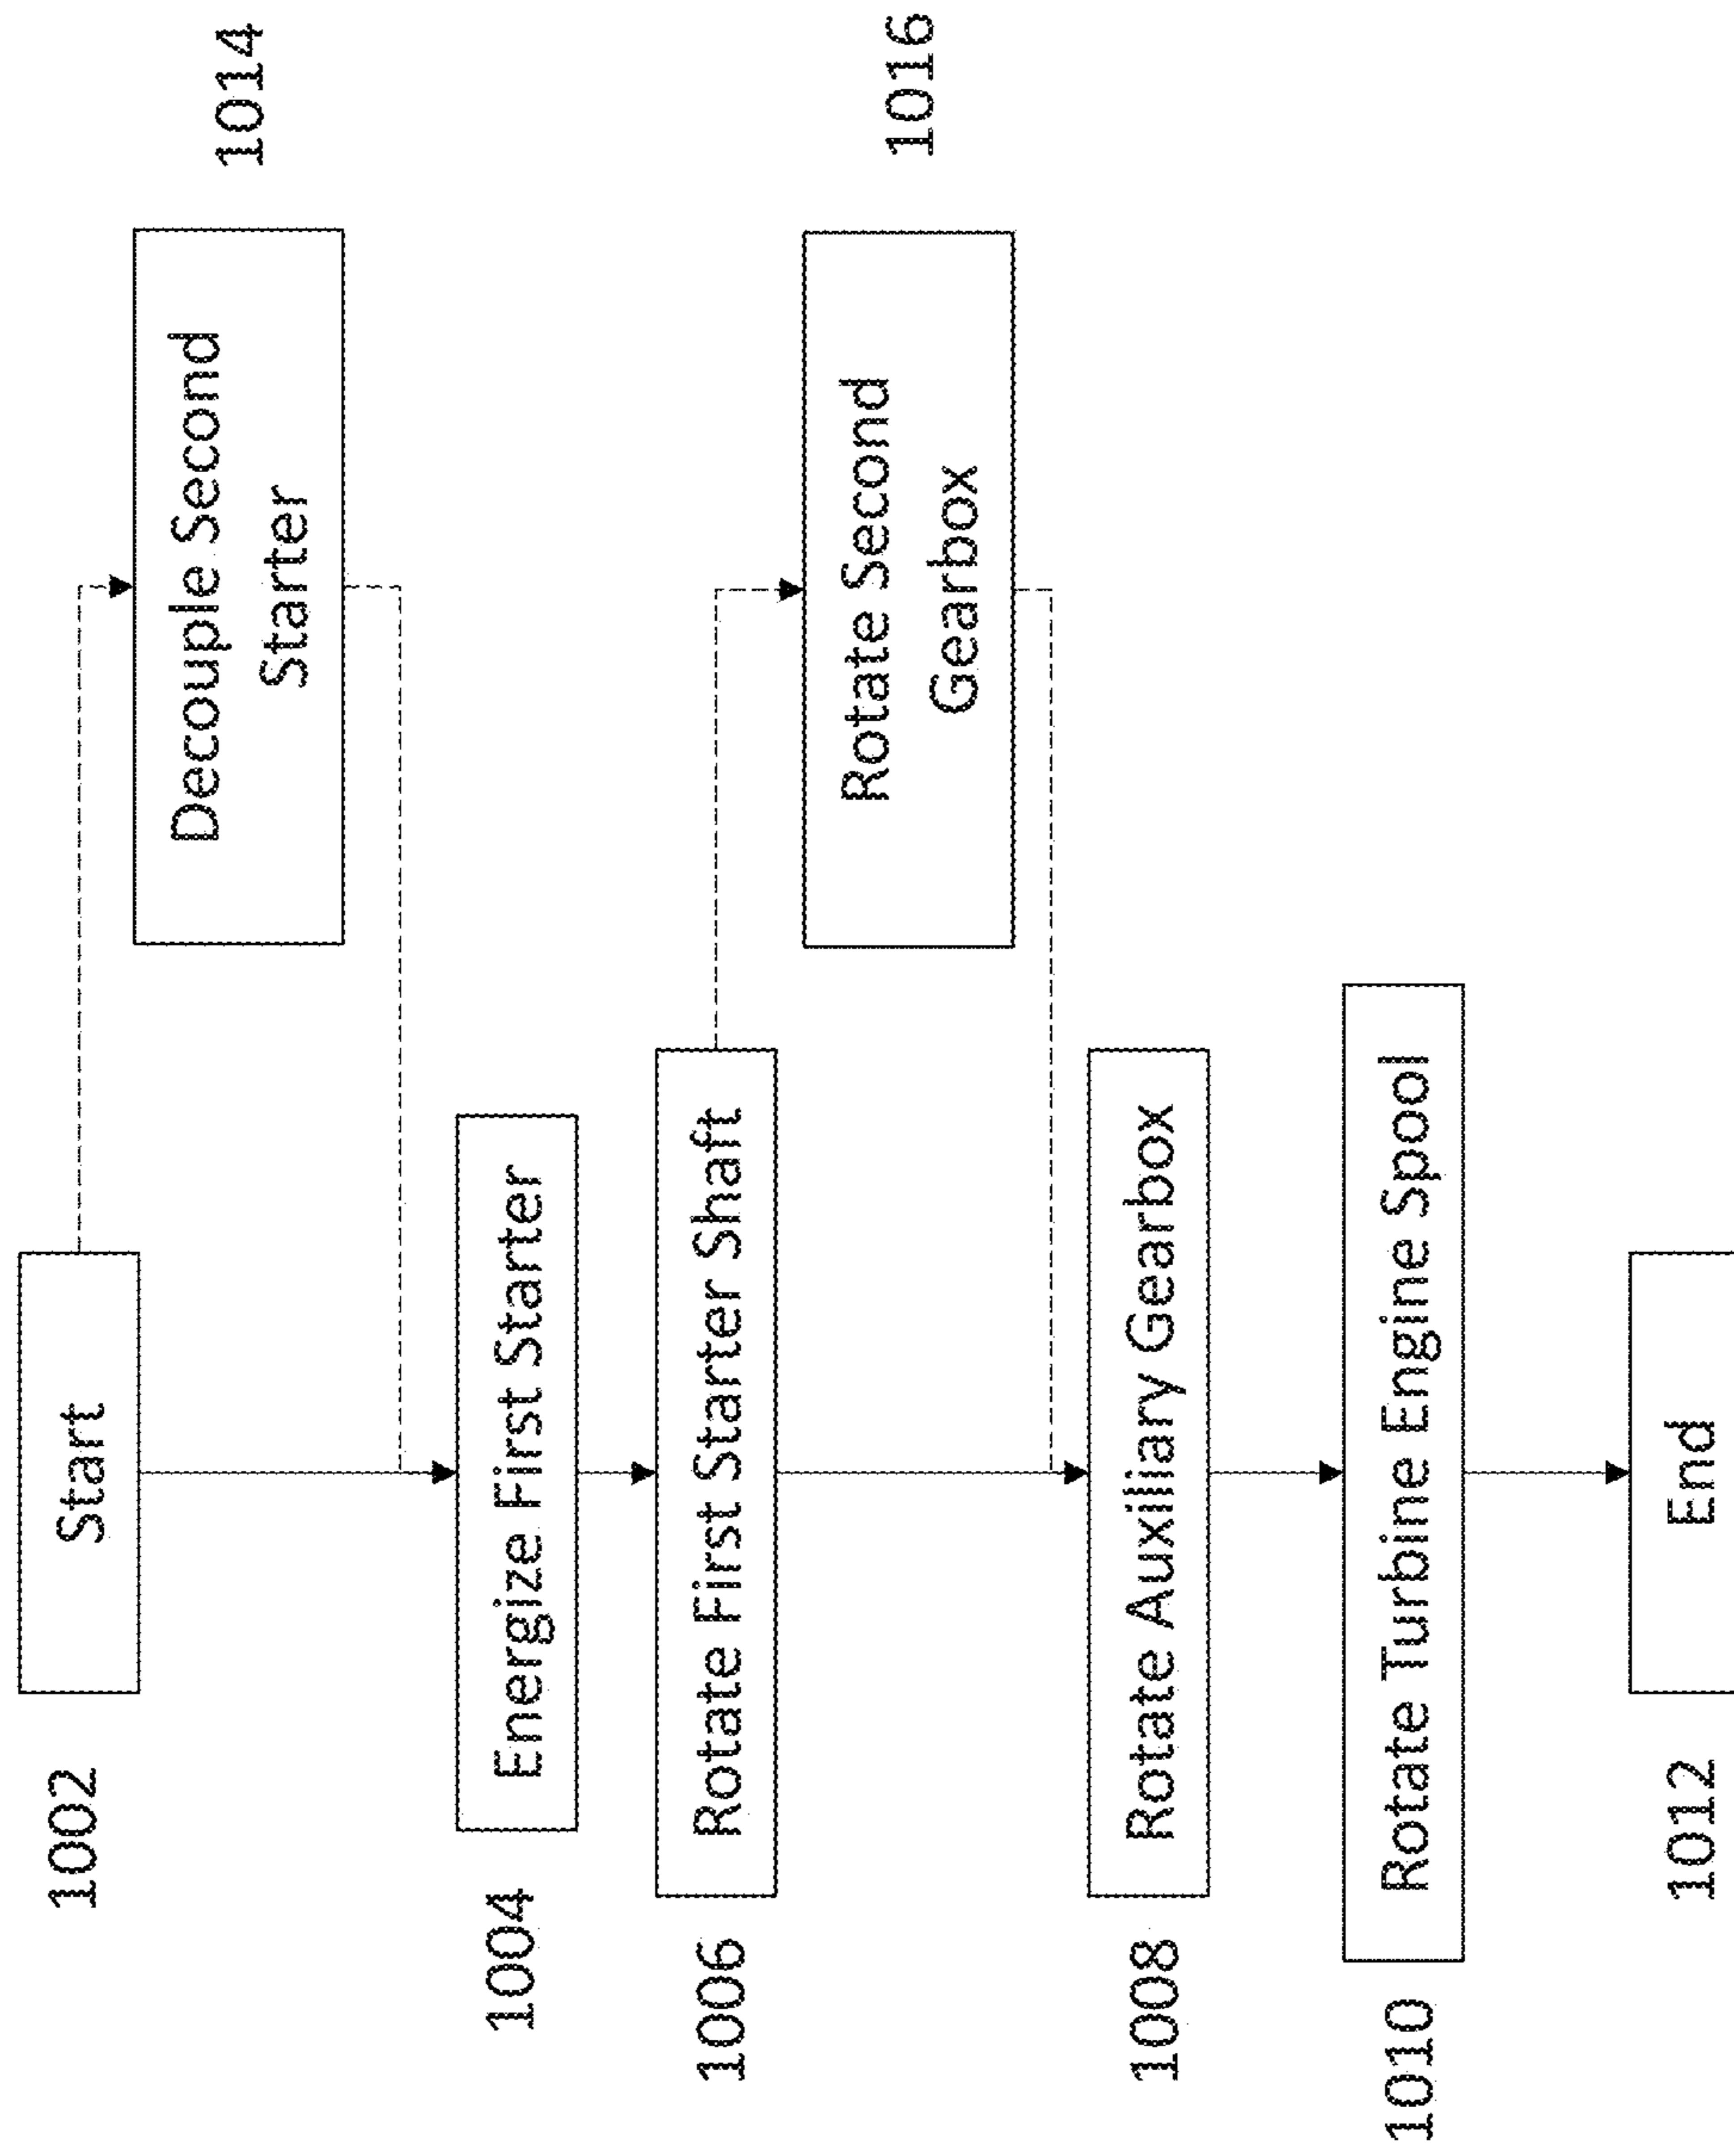 1002
Start
Decouple Second
Starter
1014
1004
Energize First Starter
1006
Rotate First Starter Shaft
Rotate Second
Gearbox
1016
1008
Rotate Auxiliary Gearbox
1010
Rotate Turbine Engine Spool
1012
End